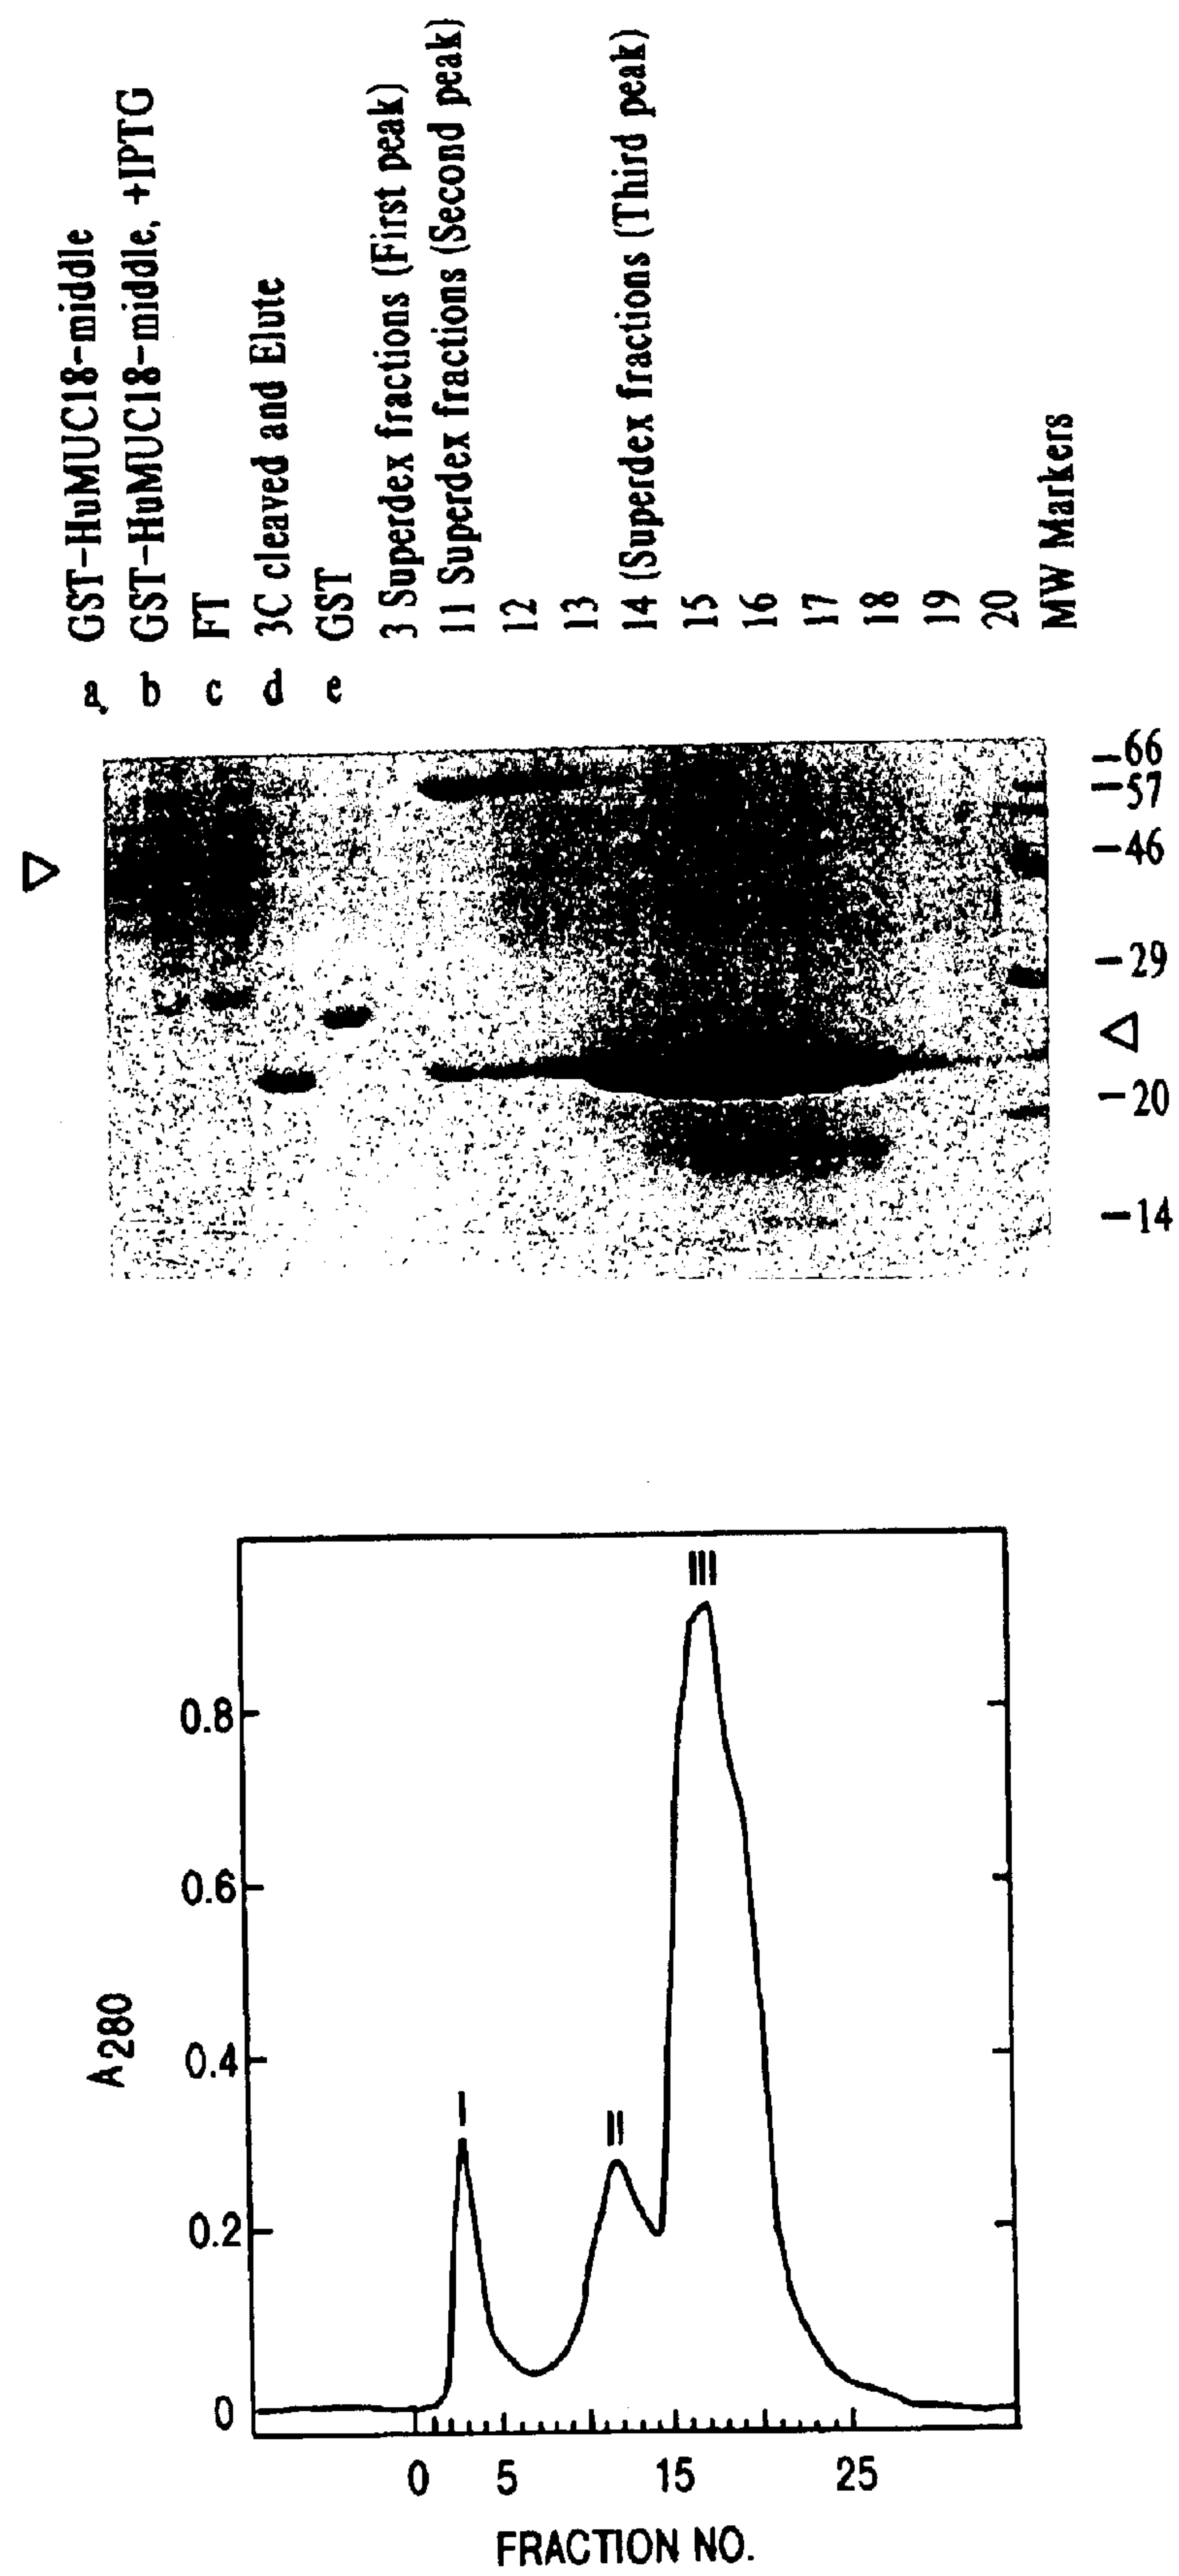 a GST-HuMUC18-middle
b GST-HuMUC18-middle, +IPTG
c FT
d 3C cleaved and Elute
e GST
3 Superdex fractions (First peak)
11 Superdex fractions (Second peak)
12
13
14 (Superdex fractions (Third peak)
15
16
17
18
19
20
MW Markers
-66
-57
-46
-29
-20
-14
I
II
III
0.8
0.6
0.4
0.2
0
A280
0 5 15 25
FRACTION NO.